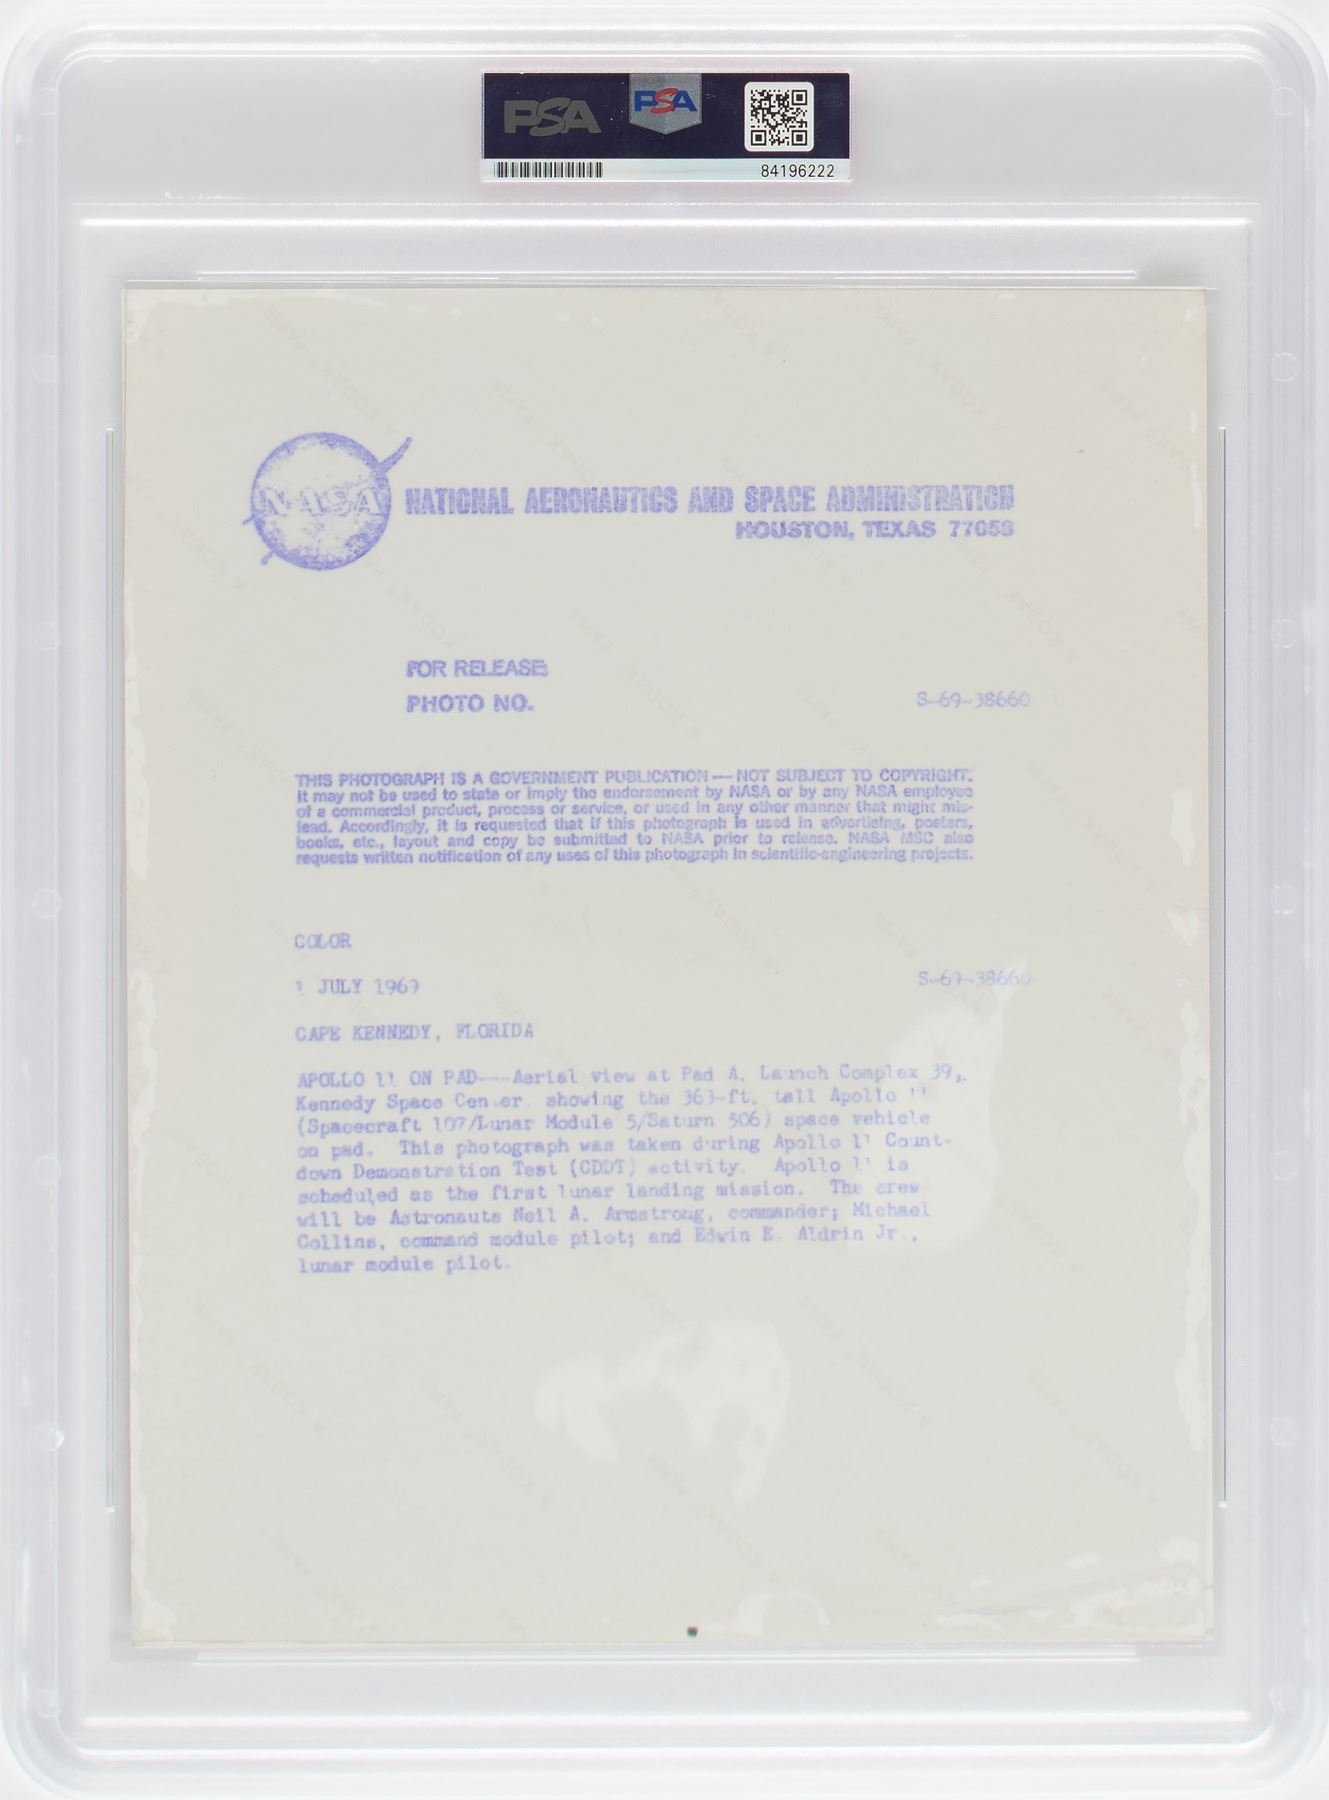 PSA
PSA
84196222
NASA
NATIONAL AERONAUTICS AND SPACE ADMINISTRATION
HOUSTON, TEXAS 77058
FOR RELEASE
PHOTO NO. S-69-38660
THIS PHOTOGRAPH IS A GOVERNMENT PUBLICATION — NOT SUBJECT TO COPYRIGHT.
It may not be used to state or imply the endorsement by NASA or by any NASA employee
of a commercial product, process or service, or used in any other manner that might mis-
lead. Accordingly, it is requested that if this photograph is used in advertising, posters,
books, etc., layout and copy be submitted to NASA prior to release. NASA MSC also
requests written notification of any uses of this photograph in scientific-engineering projects.
COLOR
1 JULY 1969 S-69-38660
CAPE KENNEDY, FLORIDA
APOLLO 11 ON PAD---Aerial view at Pad A, Launch Complex 39,
Kennedy Space Center, showing the 363-ft. tall Apollo 11
(Spacecraft 107/Lunar Module 5/Saturn 506) space vehicle
on pad. This photograph was taken during Apollo 11 Count-
down Demonstration Test (CDDT) activity. Apollo 11 is
scheduled as the first lunar landing mission. The crew
will be Astronauts Neil A. Armstrong, commander; Michael
Collins, command module pilot; and Edwin E. Aldrin Jr.,
lunar module pilot.